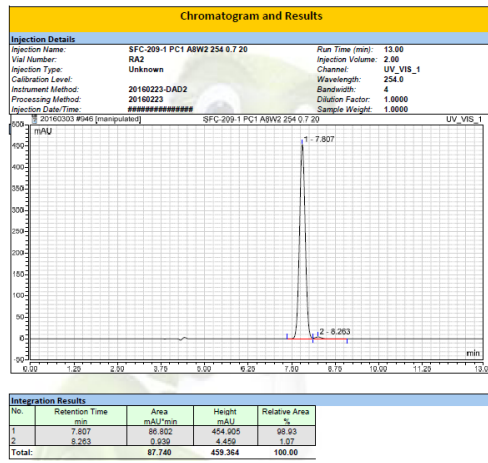 Chromatogram and Results
Injection Details
Injection Name: SFC-209-1 PC1 A8W2 254 0.7 20 Run Time (min): 13.00
Vial Number: RA2 Injection Volume: 2.00
Injection Type: Unknown Channel: UV_VIS_1
Calibration Level: Wavelength: 254.0
Instrument Method: 20160223-DAD2 Bandwidth: 4
Processing Method: 20160223 Dilution Factor: 1.0000
Injection Date/Time: ############### Sample Weight: 1.0000
20160303 #946 [manipulated] SFC-209-1 PC1 A8W2 254 0.7 20 UV_VIS_1
mAU
1 - 7.807
450
400
350
300
250
200
150
100
50
2 - 8.263
0
-50
min
0.00 1.25 2.50 3.75 5.00 6.25 7.50 8.75 10.00 11.25 13.0
Integration Results
No. Retention Time Area Height Relative Area
min mAU*min mAU %
1 7.807 86.802 454.905 98.93
2 8.263 0.939 4.459 1.07
Total: 87.740 459.364 100.00